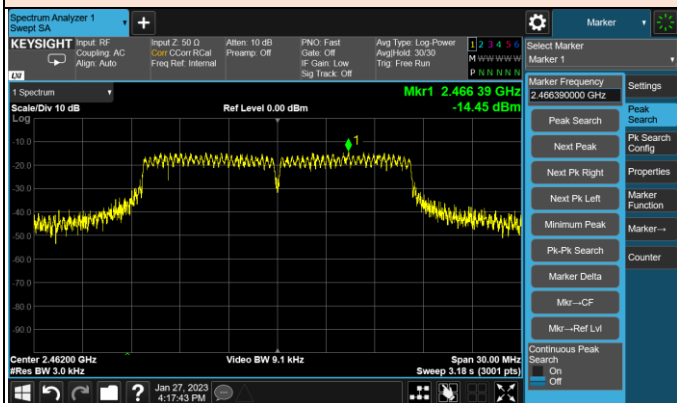 Spectrum Analyzer 1
Swept SA
Marker
KEYSIGHT
Input: RF
Coupling: AC
Align: Auto
Input Z: 50 Ω
Corr CCorr RCal
Freq Ref: Internal
Atten: 10 dB
Preamp: Off
PNO: Fast
Gate: Off
IF Gain: Low
Sig Track: Off
Avg Type: Log-Power
Avg|Hold: 30/30
Trig: Free Run
1 2 3 4 5 6
M W W W W W
P N N N N N
LXI
Select Marker
Marker 1
1 Spectrum
Scale/Div 10 dB
Log
Ref Level 0.00 dBm
Mkr1 2.466 39 GHz
-14.45 dBm
-10.0
-20.0
-30.0
-40.0
-50.0
-60.0
-70.0
-80.0
-90.0
1
Center 2.46200 GHz
#Res BW 3.0 kHz
Video BW 9.1 kHz
Span 30.00 MHz
Sweep 3.18 s (3001 pts)
Marker Frequency
2.466390000 GHz
Peak Search
Next Peak
Next Pk Right
Next Pk Left
Minimum Peak
Pk-Pk Search
Marker Delta
Mkr→CF
Mkr→Ref Lvl
Continuous Peak
Search
On
Off
Settings
Peak
Search
Pk Search
Config
Properties
Marker
Function
Marker→
Counter
Jan 27, 2023
4:17:43 PM